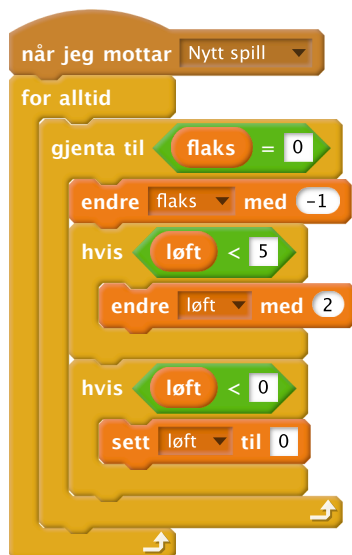 når jeg mottar Nytt spill
for alltid
gjenta til flaks = 0
endre flaks med -1
hvis løft < 5
endre løft med 2
hvis løft < 0
sett løft til 0